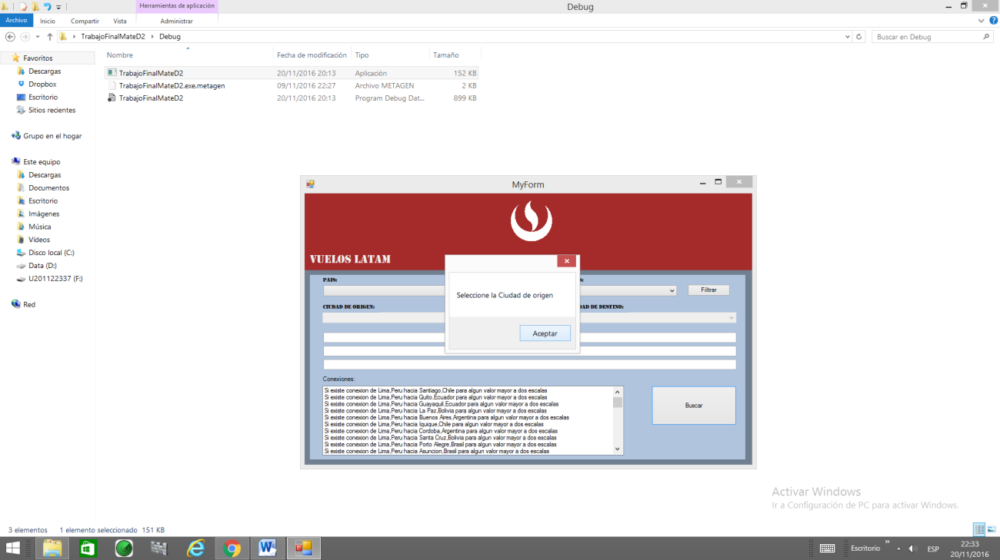 Herramientas de aplicación
Debug
Archivo Inicio Compartir Vista Administrar
TrabajoFinalMateD2 Debug
Buscar en Debug
Nombre Fecha de modificación Tipo Tamaño
TrabajoFinalMateD2 20/11/2016 20:13 Aplicación 152 KB
TrabajoFinalMateD2.exe.metagen 09/11/2016 22:27 Archivo METAGEN 2 KB
TrabajoFinalMateD2 20/11/2016 20:13 Program Debug Dat... 899 KB
Favoritos
Descargas
Dropbox
Escritorio
Sitios recientes
Grupo en el hogar
Este equipo
Descargas
Documentos
Escritorio
Imágenes
Música
Vídeos
Disco local (C:)
Data (D:)
U201122337 (F:)
Red
MyForm
VUELOS LATAM
PAIS:
Filtrar
CIUDAD DE ORIGEN:
DE DESTINO:
Seleccione la Ciudad de origen
Aceptar
Conexiones:
Si existe conexion de Lima,Peru hacia Santiago,Chile para algun valor mayor a dos escalas
Si existe conexion de Lima,Peru hacia Quito,Ecuador para algun valor mayor a dos escalas
Si existe conexion de Lima,Peru hacia Guayaquil,Ecuador para algun valor mayor a dos escalas
Si existe conexion de Lima,Peru hacia La Paz,Bolivia para algun valor mayor a dos escalas
Si existe conexion de Lima,Peru hacia Buenos Aires,Argentina para algun valor mayor a dos escalas
Si existe conexion de Lima,Peru hacia Iquique,Chile para algun valor mayor a dos escalas
Si existe conexion de Lima,Peru hacia Cordoba,Argentina para algun valor mayor a dos escalas
Si existe conexion de Lima,Peru hacia Santa Cruz,Bolivia para algun valor mayor a dos escalas
Si existe conexion de Lima,Peru hacia Porto Alegre,Brasil para algun valor mayor a dos escalas
Si existe conexion de Lima,Peru hacia Asuncion,Brasil para algun valor mayor a dos escalas
Buscar
Activar Windows
Ir a Configuración de PC para activar Windows.
3 elementos 1 elemento seleccionado 151 KB
Escritorio
ESP
22:33
20/11/2016